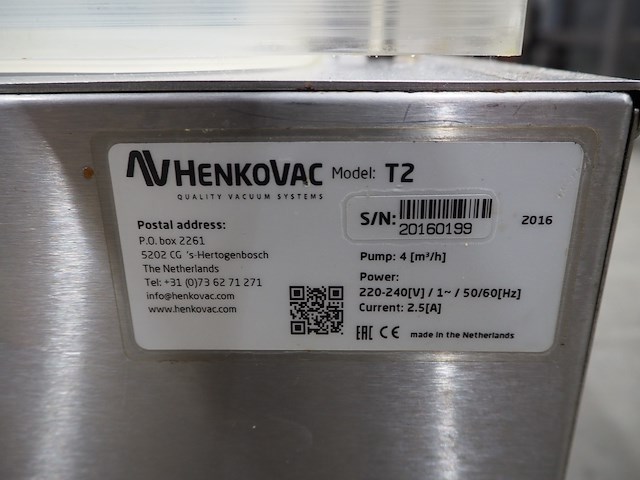 HENKOVAC Model: T2
QUALITY VACUUM SYSTEMS
S/N: 20160199
2016
Postal address:
P.O. box 2261
5202 CG 's-Hertogenbosch
The Netherlands
Tel: +31 (0)73 62 71 271
info@henkovac.com
www.henkovac.com
Pump: 4 [m³/h]
Power:
220-240[V] / 1~ / 50/60[Hz]
Current: 2.5[A]
EAC CE made in the Netherlands